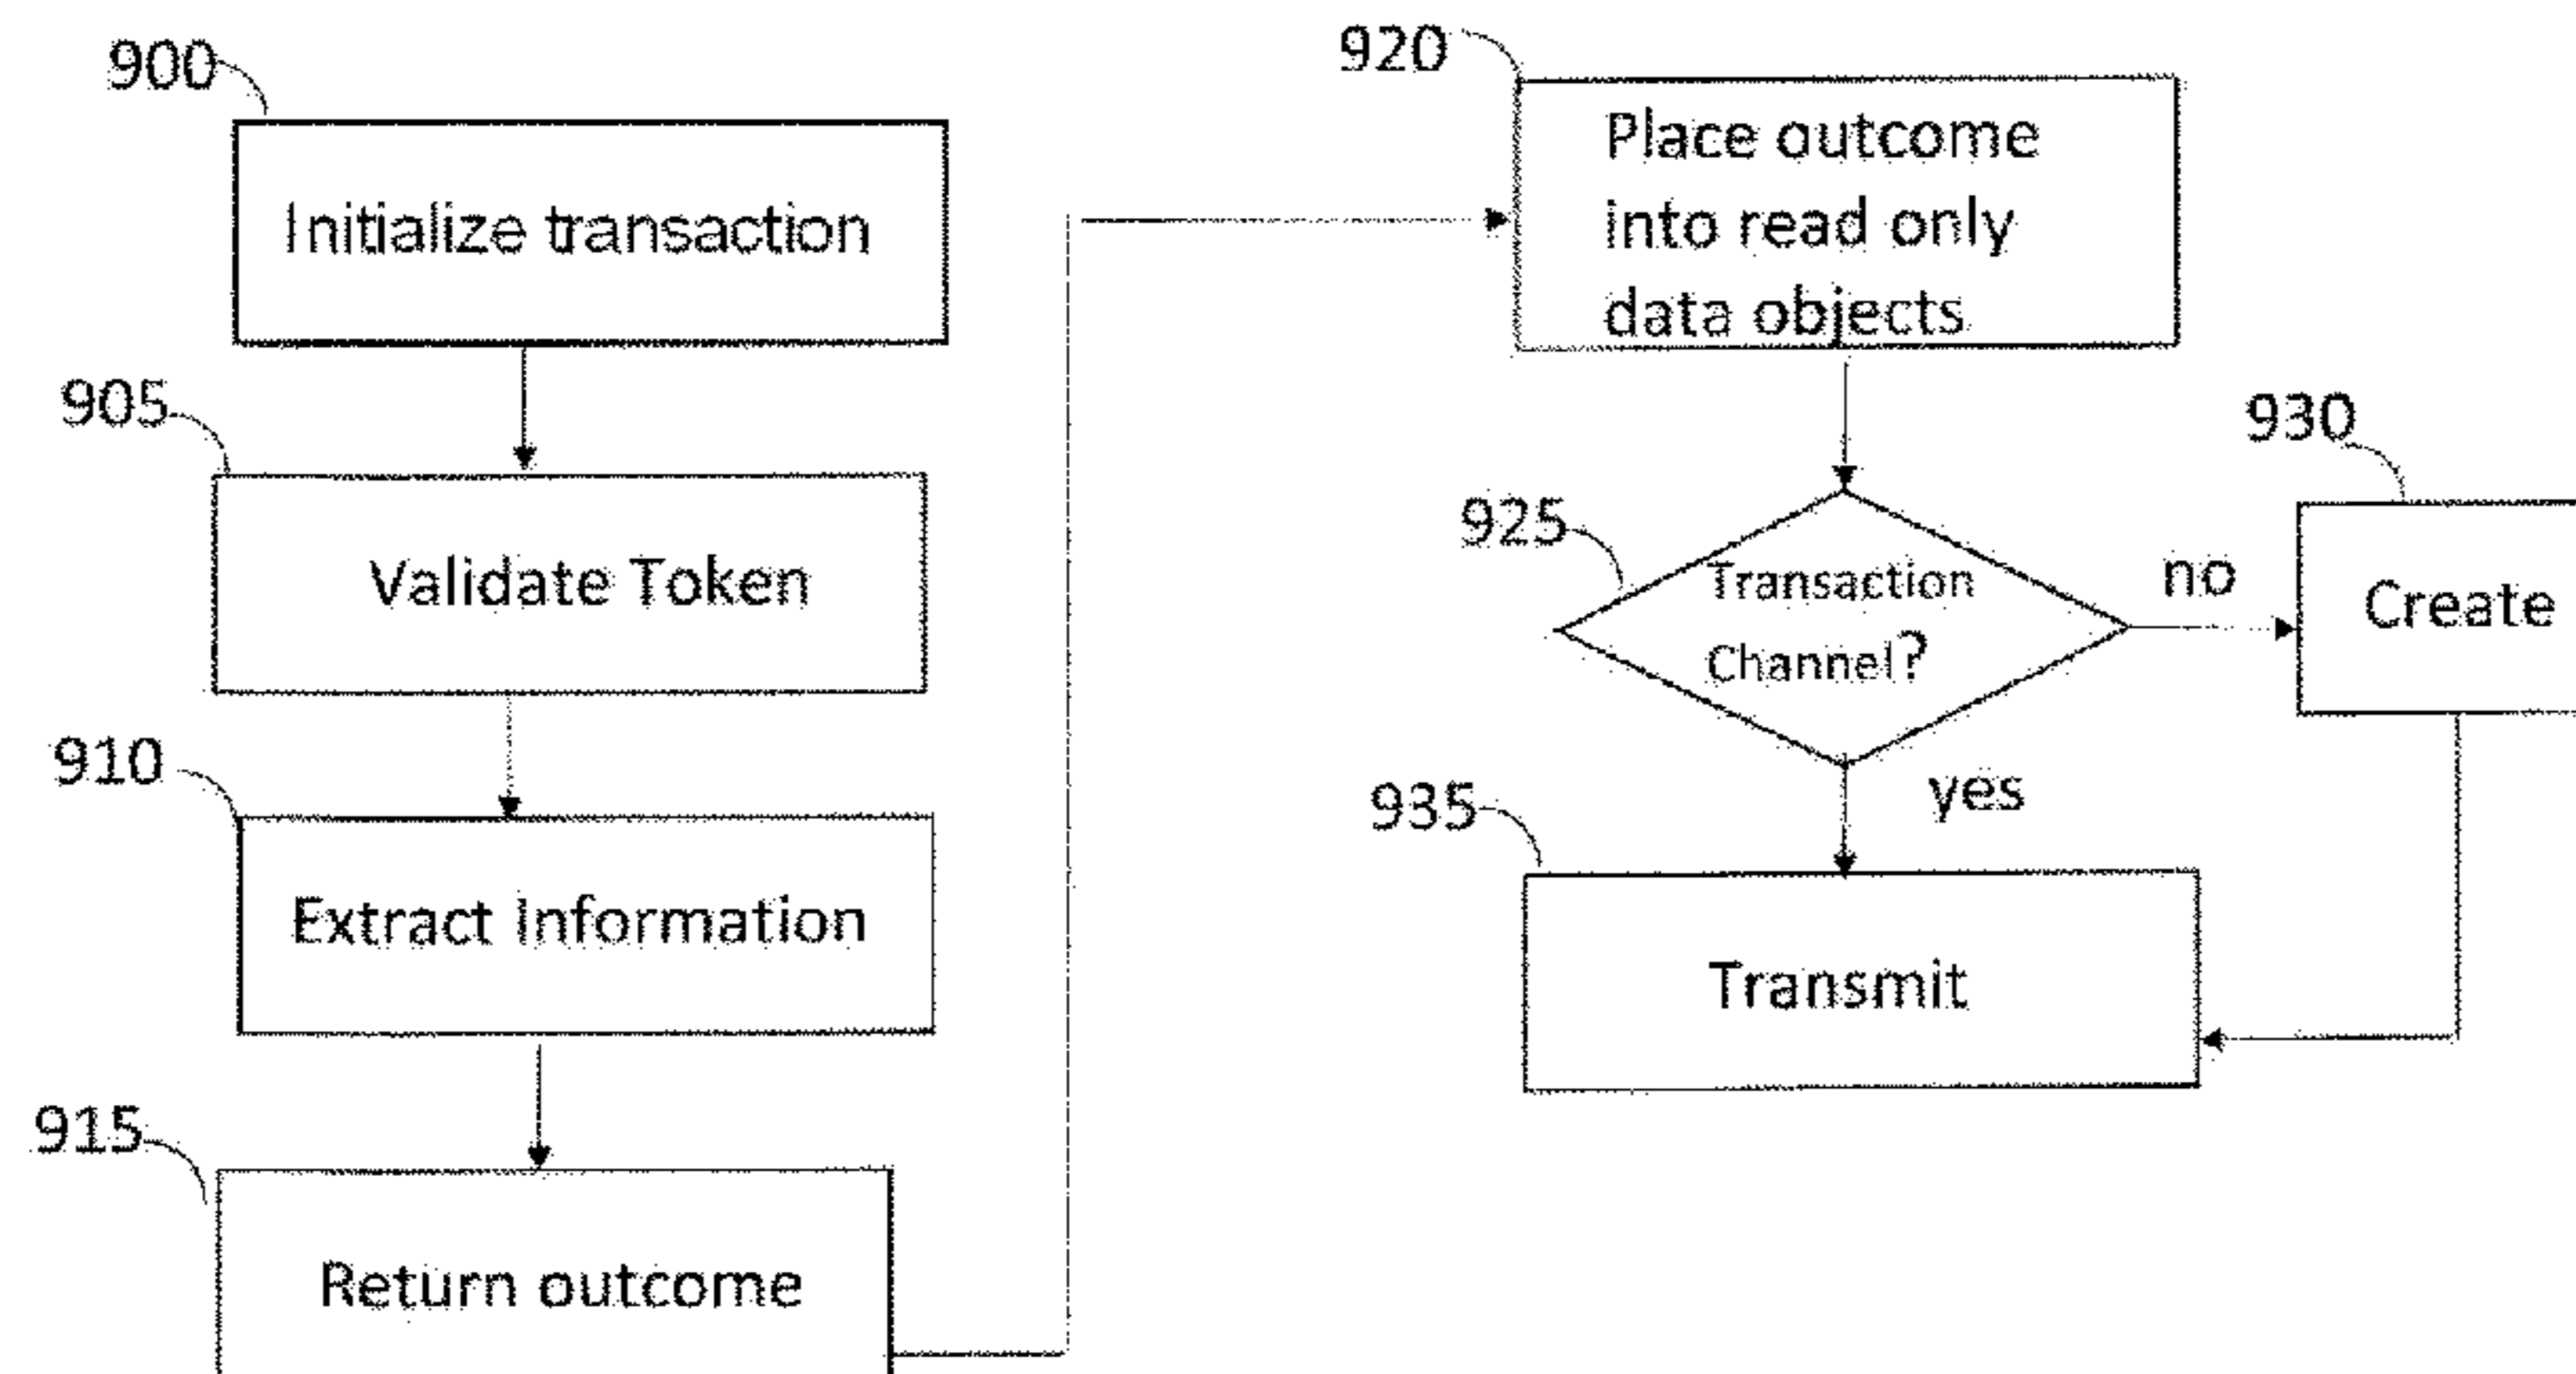 900
Initialize transaction
905
Validate Token
910
Extract Information
915
Return outcome
920
Place outcome
into read only
data objects
925
Transaction
Channel?
no
930
Create
yes
935
Transmit